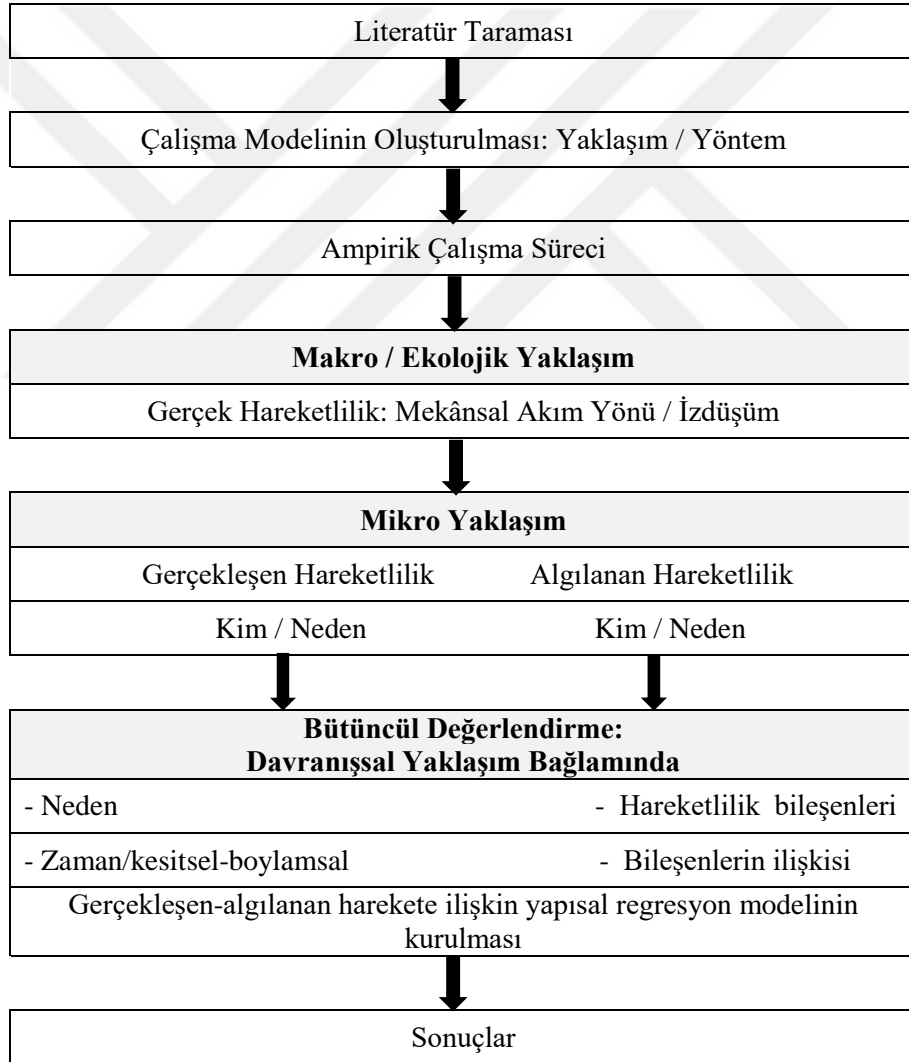 Literatür Taraması
Çalişma Modelinin Oluşturulması: Yaklaşım / Yöntem
Ampirik Çalışma Süreci
Makro / Ekolojik Yaklaşım
Gerçek Hareketlilik: Mekânsal Akım Yönü / İzdüşüm
Mikro Yaklaşım
Gerçekleşen Hareketlilik Algılanan Hareketlilik
Kim / Neden Kim / Neden
Bütüncül Değerlendirme:
Davranışsal Yaklaşım Bağlamında
- Neden - Hareketlilik bileşenleri
- Zaman/kesitsel-boylamsal - Bileşenlerin ilişkisi
Gerçekleşen-algılanan harekete ilişkin yapısal regresyon modelinin
kurulması
Sonuçlar